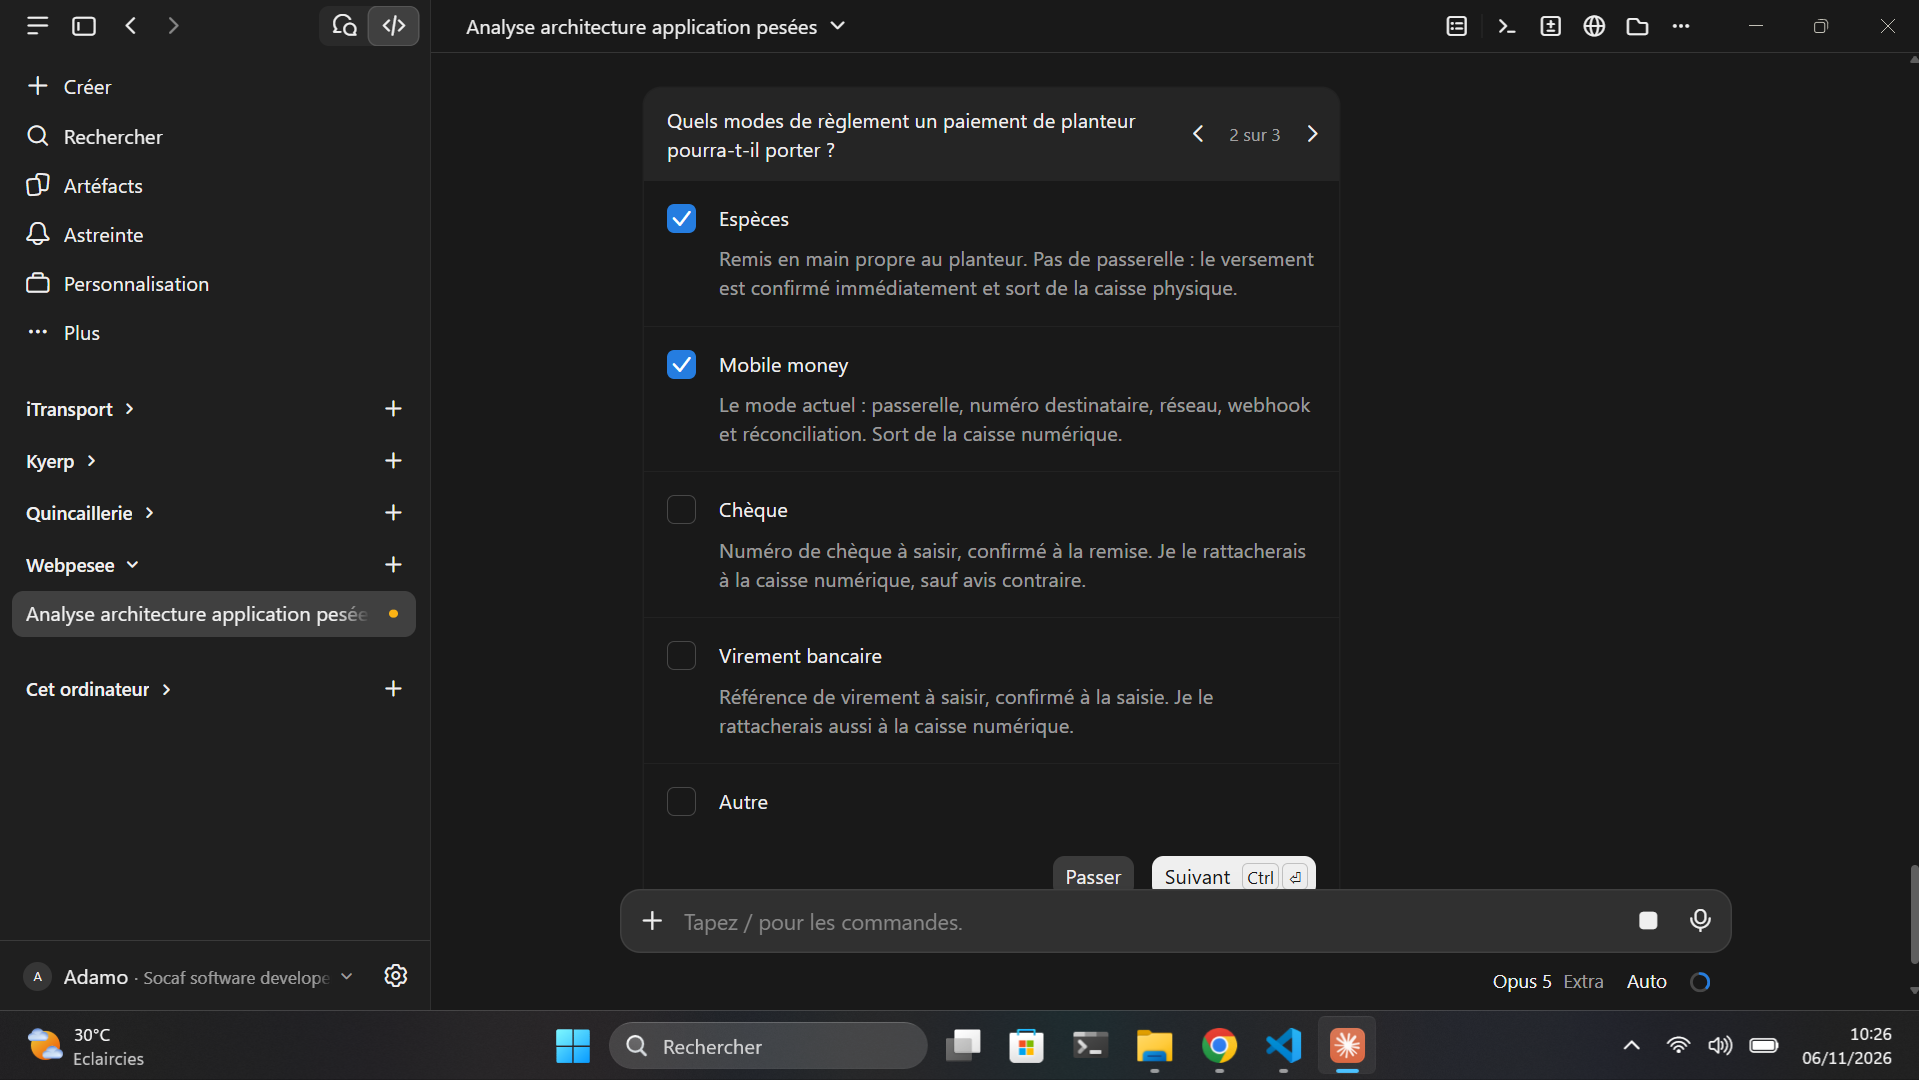 Analyse architecture application pesées
Créer
Rechercher
Artéfacts
Astreinte
Personnalisation
Plus
iTransport
Kyerp
Quincaillerie
Webpesee
Analyse architecture application pesée
Cet ordinateur
A
Adamo · Socaf software develope
Quels modes de règlement un paiement de planteur
pourra-t-il porter ?
2 sur 3
Espèces
Remis en main propre au planteur. Pas de passerelle : le versement
est confirmé immédiatement et sort de la caisse physique.
Mobile money
Le mode actuel : passerelle, numéro destinataire, réseau, webhook
et réconciliation. Sort de la caisse numérique.
Chèque
Numéro de chèque à saisir, confirmé à la remise. Je le rattacherais
à la caisse numérique, sauf avis contraire.
Virement bancaire
Référence de virement à saisir, confirmé à la saisie. Je le
rattacherais aussi à la caisse numérique.
Autre
Passer
Suivant Ctrl
Tapez / pour les commandes.
Opus 5 Extra Auto
30°C
Eclaircies
Rechercher
10:26
06/11/2026